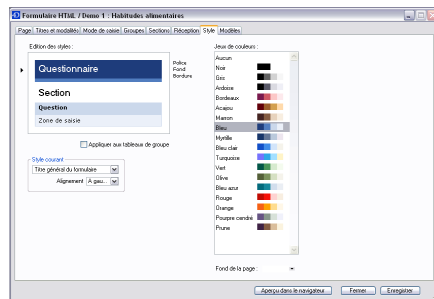 Formulaire HTML / Demo 1 : Habitudes alimentaires
Page Titres et modalités Mode de saisie Groupes Sections Réception Style Modèles
Edition des styles :
Questionnaire
Section
Question
Zone de saisie
Police
Fond
Bordure
Appliquer aux tableaux de groupe
Style courant
Titre général du formulaire
Alignement A gau...
Jeux de couleurs :
Aucun
Noir
Gris
Ardoise
Bordeaux
Acajou
Marron
Bleu
Myrtille
Bleu clair
Turquoise
Vert
Olive
Bleu azur
Rouge
Orange
Pourpre cendré
Prune
Fond de la page :
Aperçu dans le navigateur Fermer Enregistrer